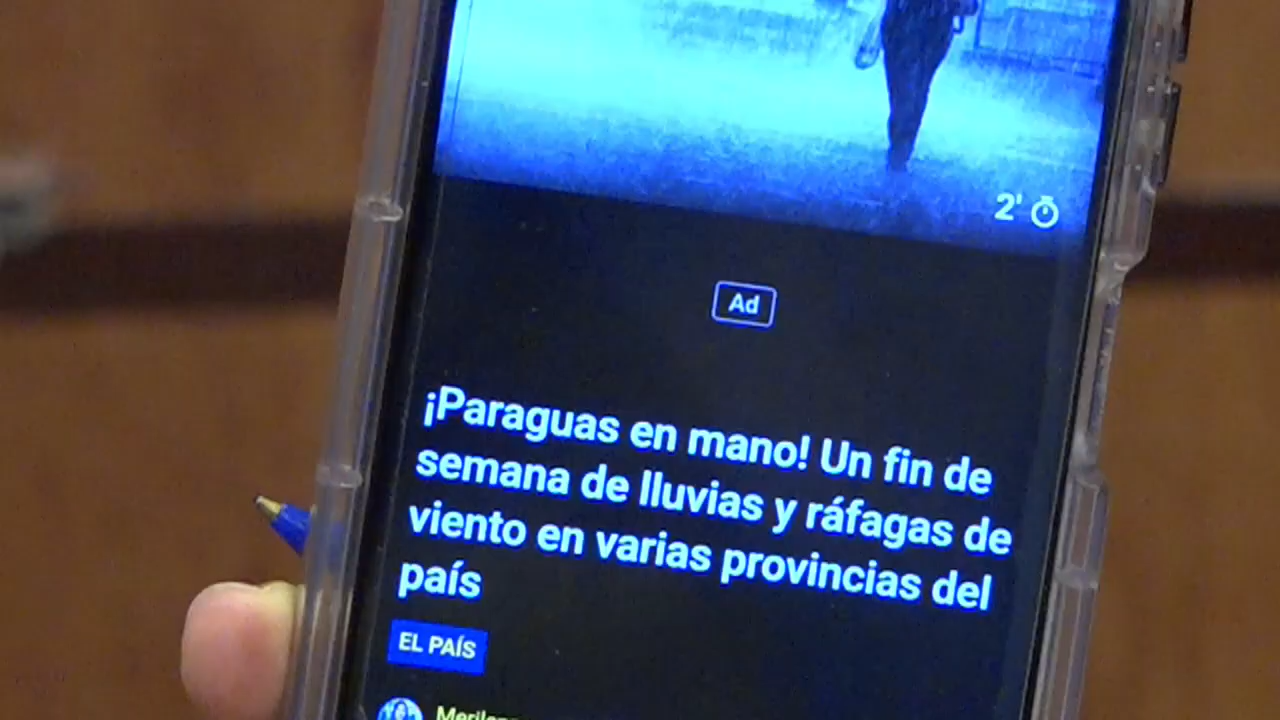 2'
Ad
¡Paraguas en mano! Un fin de
semana de lluvias y ráfagas de
viento en varias provincias del
país
EL PAÍS